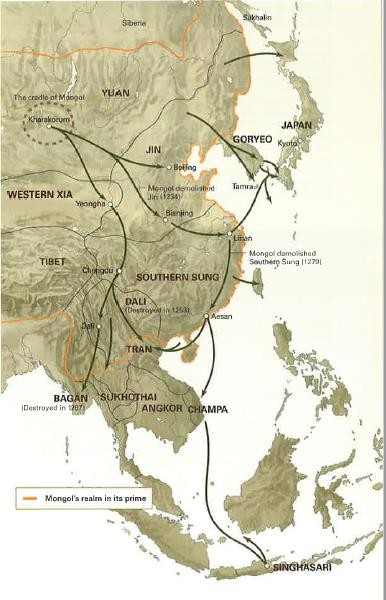 Siberia
Sakhalin
YUAN
The cradle of Mongol
Kharakorum
JAPAN
GORYEO
Kyoto
JIN
Beijing
Tamra
Mongol demolished
Jin (1234)
WESTERN XIA
Yeongha
Bianjing
Linan
Mongol demolished
Southern Sung (1279)
TIBET
Chengdu
SOUTHERN SUNG
DALI
(Destroyed in 1253)
Aesan
Dali
TRAN
BAGAN
(Destroyed in 1287)
SUKHOTHAI
ANGKOR
CHAMPA
Mongol's realm in its prime
SINGHASARI